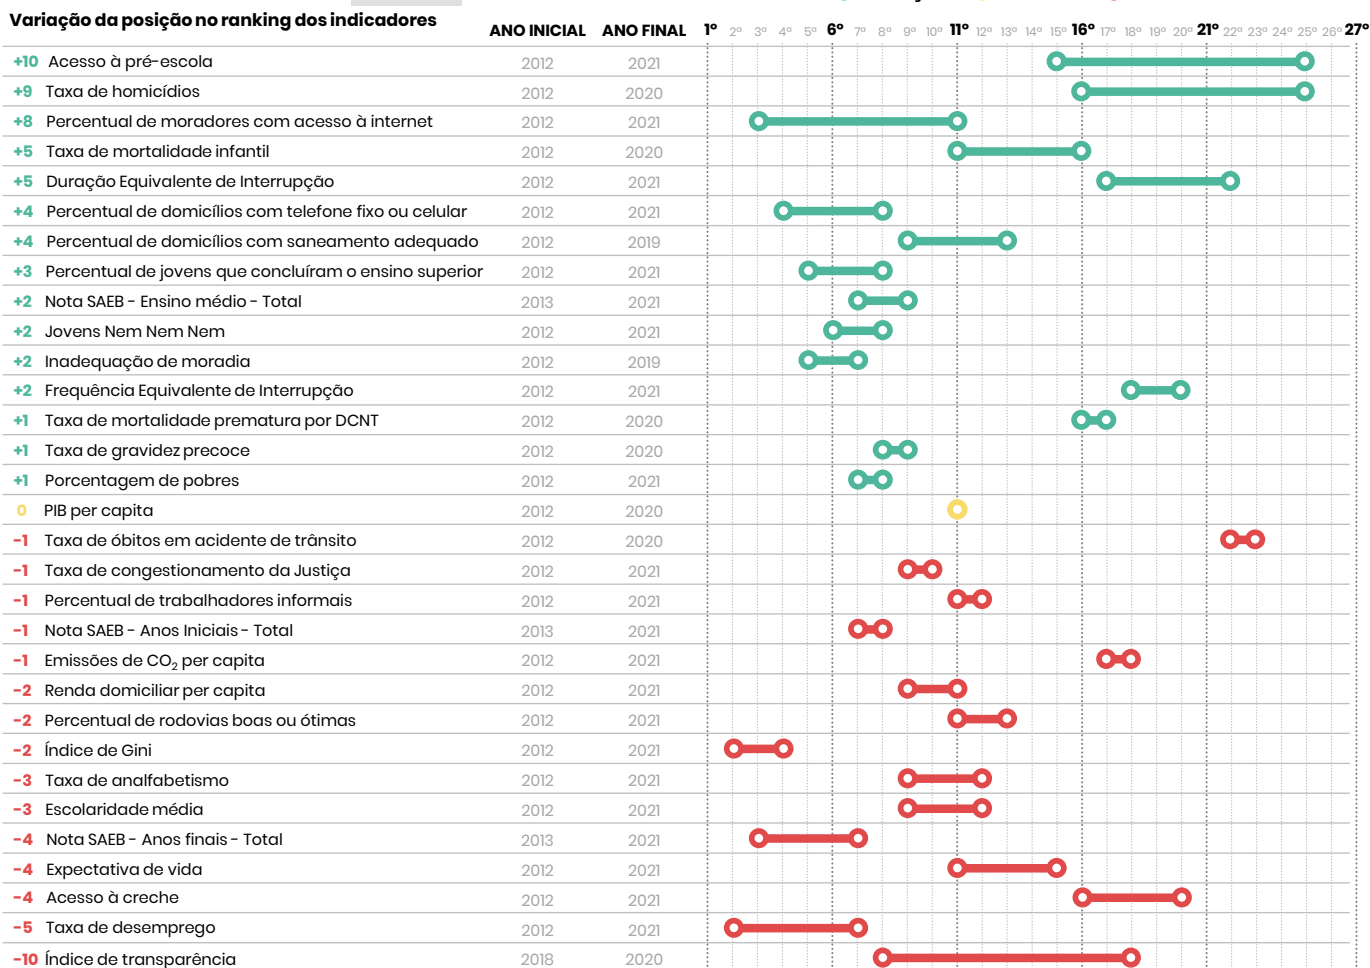 Variação da posição no ranking dos indicadores ANO INICIAL ANO FINAL 1º 2º 3º 4º 5º 6º 7º 8º 9º 10º 11º 12º 13º 14º 15º 16º 17º 18º 19º 20º 21º 22º 23º 24º 25º 26º 27º
+10 Acesso à pré-escola 2012 2021
+9 Taxa de homicídios 2012 2020
+8 Percentual de moradores com acesso à internet 2012 2021
+5 Taxa de mortalidade infantil 2012 2020
+5 Duração Equivalente de Interrupção 2012 2021
+4 Percentual de domicílios com telefone fixo ou celular 2012 2021
+4 Percentual de domicílios com saneamento adequado 2012 2019
+3 Percentual de jovens que concluíram o ensino superior 2012 2021
+2 Nota SAEB - Ensino médio - Total 2013 2021
+2 Jovens Nem Nem Nem 2012 2021
+2 Inadequação de moradia 2012 2019
+2 Frequência Equivalente de Interrupção 2012 2021
+1 Taxa de mortalidade prematura por DCNT 2012 2020
+1 Taxa de gravidez precoce 2012 2020
+1 Porcentagem de pobres 2012 2021
0 PIB per capita 2012 2020
-1 Taxa de óbitos em acidente de trânsito 2012 2020
-1 Taxa de congestionamento da Justiça 2012 2021
-1 Percentual de trabalhadores informais 2012 2021
-1 Nota SAEB - Anos Iniciais - Total 2013 2021
-1 Emissões de CO₂ per capita 2012 2021
-2 Renda domiciliar per capita 2012 2021
-2 Percentual de rodovias boas ou ótimas 2012 2021
-2 Índice de Gini 2012 2021
-3 Taxa de analfabetismo 2012 2021
-3 Escolaridade média 2012 2021
-4 Nota SAEB - Anos finais - Total 2013 2021
-4 Expectativa de vida 2012 2021
-4 Acesso à creche 2012 2021
-5 Taxa de desemprego 2012 2021
-10 Índice de transparência 2018 2020